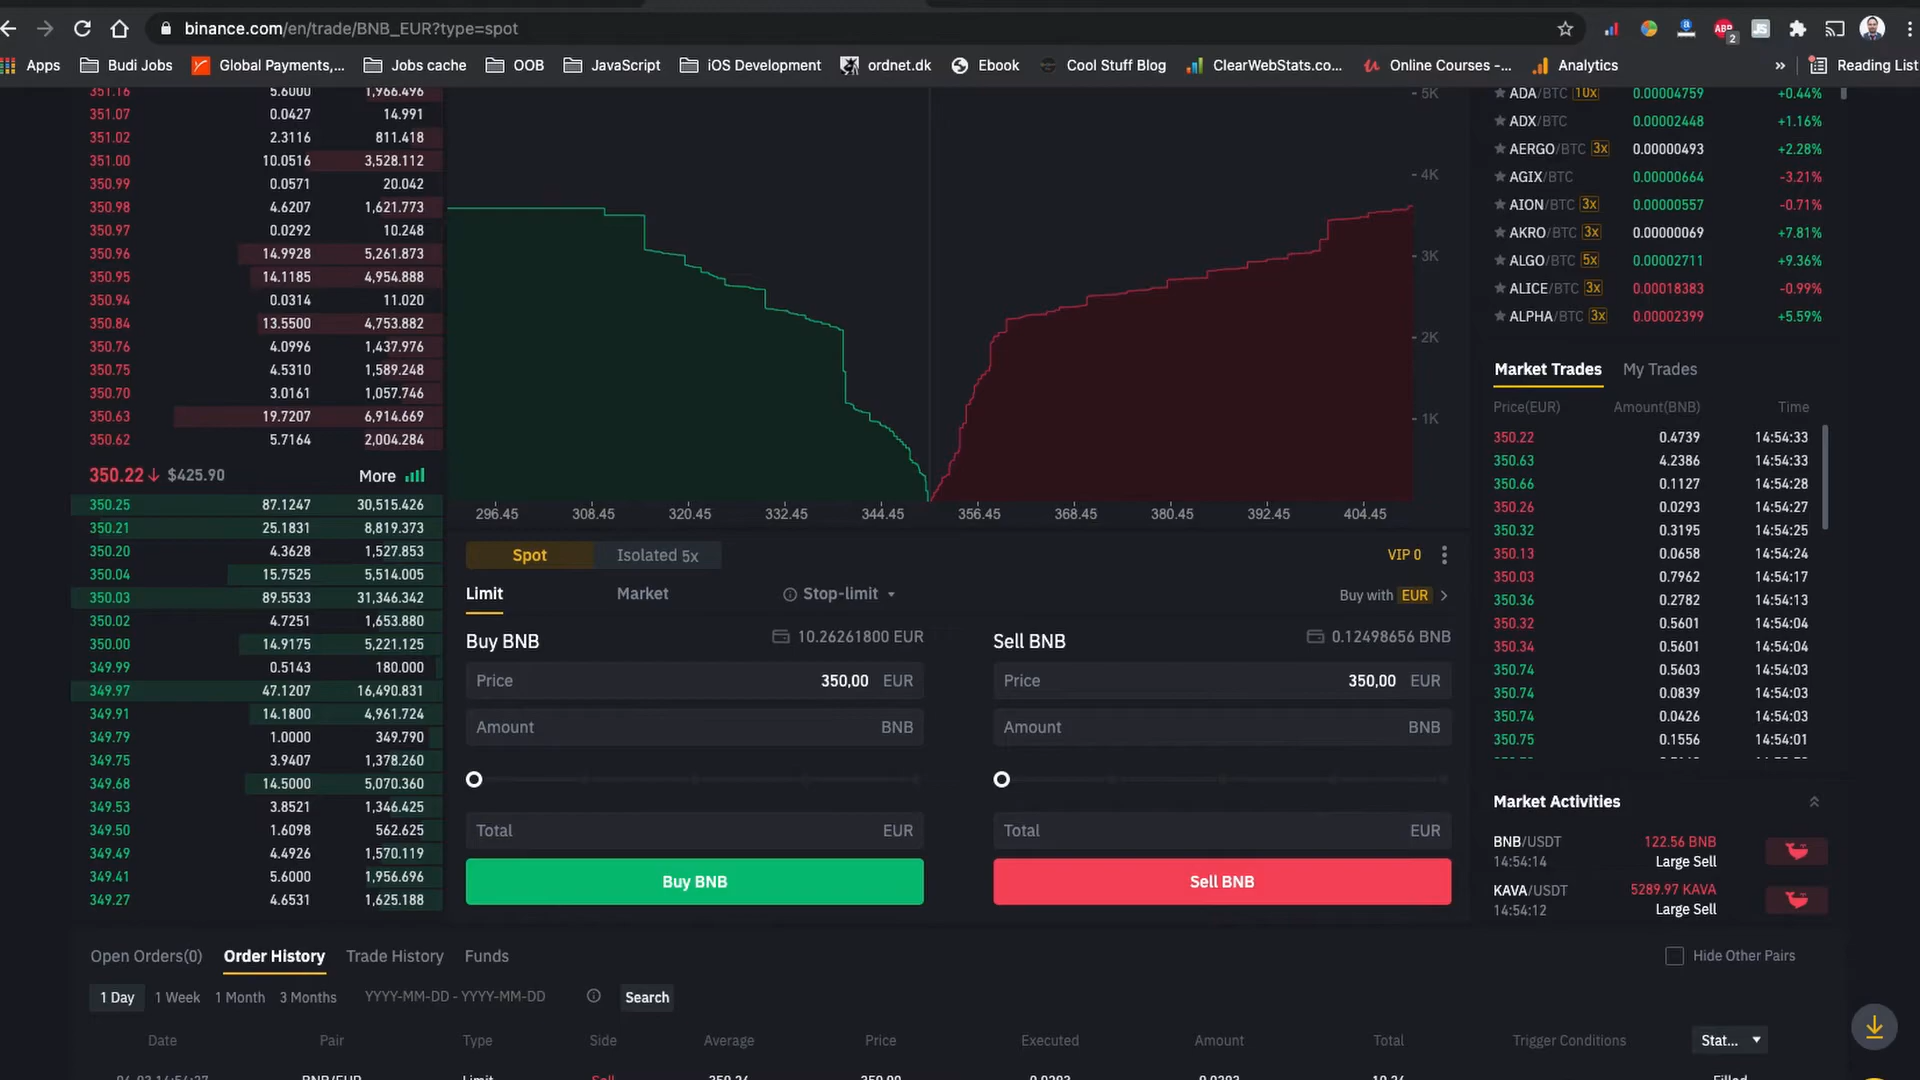 binance.com/en/trade/BNB_EUR?type=spot
ABP
2
JS
Apps Budi Jobs Global Payments,... Jobs cache OOB JavaScript iOS Development ordnet.dk Ebook Cool Stuff Blog ClearWebStats.co... Online Courses -... Analytics » Reading List
351.16 5.6000 1,966.496
351.07 0.0427 14.991
351.02 2.3116 811.418
351.00 10.0516 3,528.112
350.99 0.0571 20.042
350.98 4.6207 1,621.773
350.97 0.0292 10.248
350.96 14.9928 5,261.873
350.95 14.1185 4,954.888
350.94 0.0314 11.020
350.84 13.5500 4,753.882
350.76 4.0996 1,437.976
350.75 4.5310 1,589.248
350.70 3.0161 1,057.746
350.63 19.7207 6,914.669
350.62 5.7164 2,004.284
350.22 ↓ $425.90 More
350.25 87.1247 30,515.426
350.21 25.1831 8,819.373
350.20 4.3628 1,527.853
350.04 15.7525 5,514.005
350.03 89.5533 31,346.342
350.02 4.7251 1,653.880
350.00 14.9175 5,221.125
349.99 0.5143 180.000
349.97 47.1207 16,490.831
349.91 14.1800 4,961.724
349.79 1.0000 349.790
349.75 3.9407 1,378.260
349.68 14.5000 5,070.360
349.53 3.8521 1,346.425
349.50 1.6098 562.625
349.49 4.4926 1,570.119
349.41 5.6000 1,956.696
349.27 4.6531 1,625.188
5K
4K
3K
2K
1K
296.45 308.45 320.45 332.45 344.45 356.45 368.45 380.45 392.45 404.45
Spot Isolated 5x VIP 0
Limit Market Stop-limit Buy with EUR
Buy BNB 10.26261800 EUR Sell BNB 0.12498656 BNB
Price 350,00 EUR Price 350,00 EUR
Amount BNB Amount BNB
Total EUR Total EUR
Buy BNB Sell BNB
ADA/BTC 10x 0.00004759 +0.44%
ADX/BTC 0.00002448 +1.16%
AERGO/BTC 3x 0.00000493 +2.28%
AGIX/BTC 0.00000664 -3.21%
AION/BTC 3x 0.00000557 -0.71%
AKRO/BTC 3x 0.00000069 +7.81%
ALGO/BTC 5x 0.00002711 +9.36%
ALICE/BTC 3x 0.00018383 -0.99%
ALPHA/BTC 3x 0.00002399 +5.59%
Market Trades My Trades
Price(EUR) Amount(BNB) Time
350.22 0.4739 14:54:33
350.63 4.2386 14:54:33
350.66 0.1127 14:54:28
350.26 0.0293 14:54:27
350.32 0.3195 14:54:25
350.13 0.0658 14:54:24
350.03 0.7962 14:54:17
350.36 0.2782 14:54:13
350.32 0.5601 14:54:04
350.34 0.5601 14:54:04
350.74 0.5603 14:54:03
350.74 0.0839 14:54:03
350.74 0.0426 14:54:03
350.75 0.1556 14:54:01
Market Activities
BNB/USDT 122.56 BNB
14:54:14 Large Sell
KAVA/USDT 5289.97 KAVA
14:54:12 Large Sell
Open Orders(0) Order History Trade History Funds Hide Other Pairs
1 Day 1 Week 1 Month 3 Months YYYY-MM-DD - YYYY-MM-DD Search
Date Pair Type Side Average Price Executed Amount Total Trigger Conditions Stat...
BNB/EUR Limit Sell 350.00 0.0293 0.0293 Filled